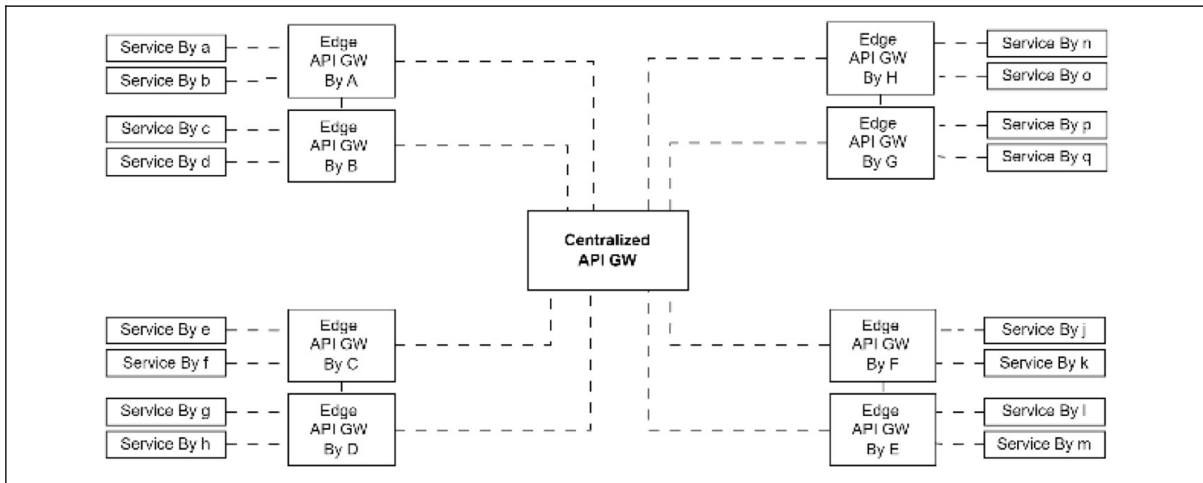 Service By a
Service By b
Edge
API GW
By A
Service By c
Service By d
Edge
API GW
By B
Edge
API GW
By H
Service By n
Service By o
Edge
API GW
By G
Service By p
Service By q
Centralized
API GW
Service By e
Service By f
Edge
API GW
By C
Service By g
Service By h
Edge
API GW
By D
Edge
API GW
By F
Service By j
Service By k
Edge
API GW
By E
Service By l
Service By m